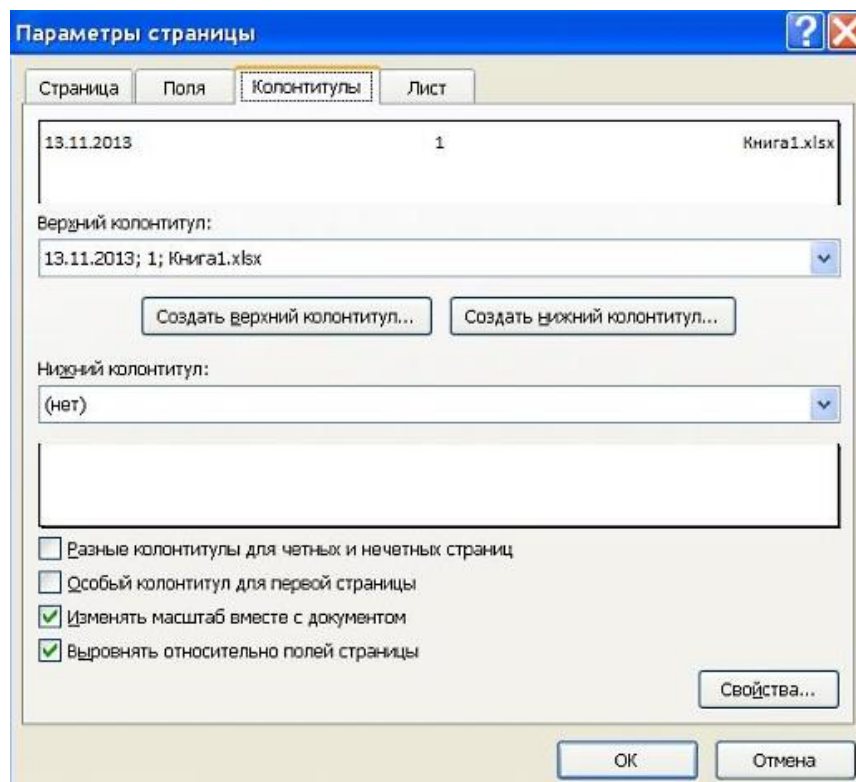 Параметры страницы
Страница Поля Колонтитулы Лист
13.11.2013 1 Книга1.xlsx
Верхний колонтитул:
13.11.2013; 1; Книга1.xlsx
Создать верхний колонтитул... Создать нижний колонтитул...
Нижний колонтитул:
(нет)
Разные колонтитулы для четных и нечетных страниц
Особый колонтитул для первой страницы
Изменять масштаб вместе с документом
Выровнять относительно полей страницы
Свойства...
ОК Отмена